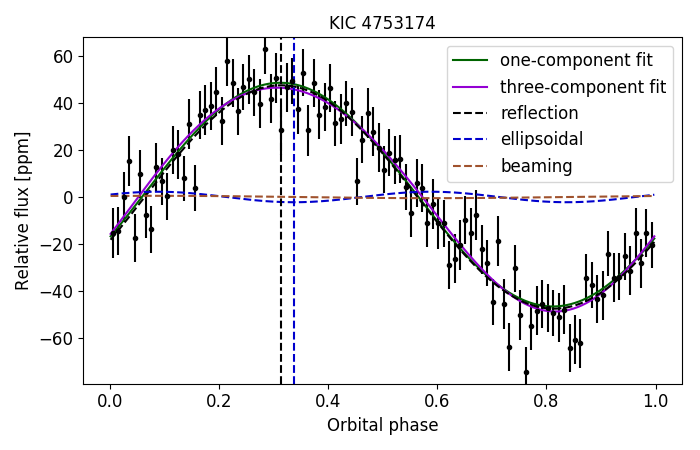 KIC 4753174
Relative flux [ppm]
60
40
20
0
−20
−40
−60
one-component fit
three-component fit
reflection
ellipsoidal
beaming
0.0 0.2 0.4 0.6 0.8 1.0
Orbital phase